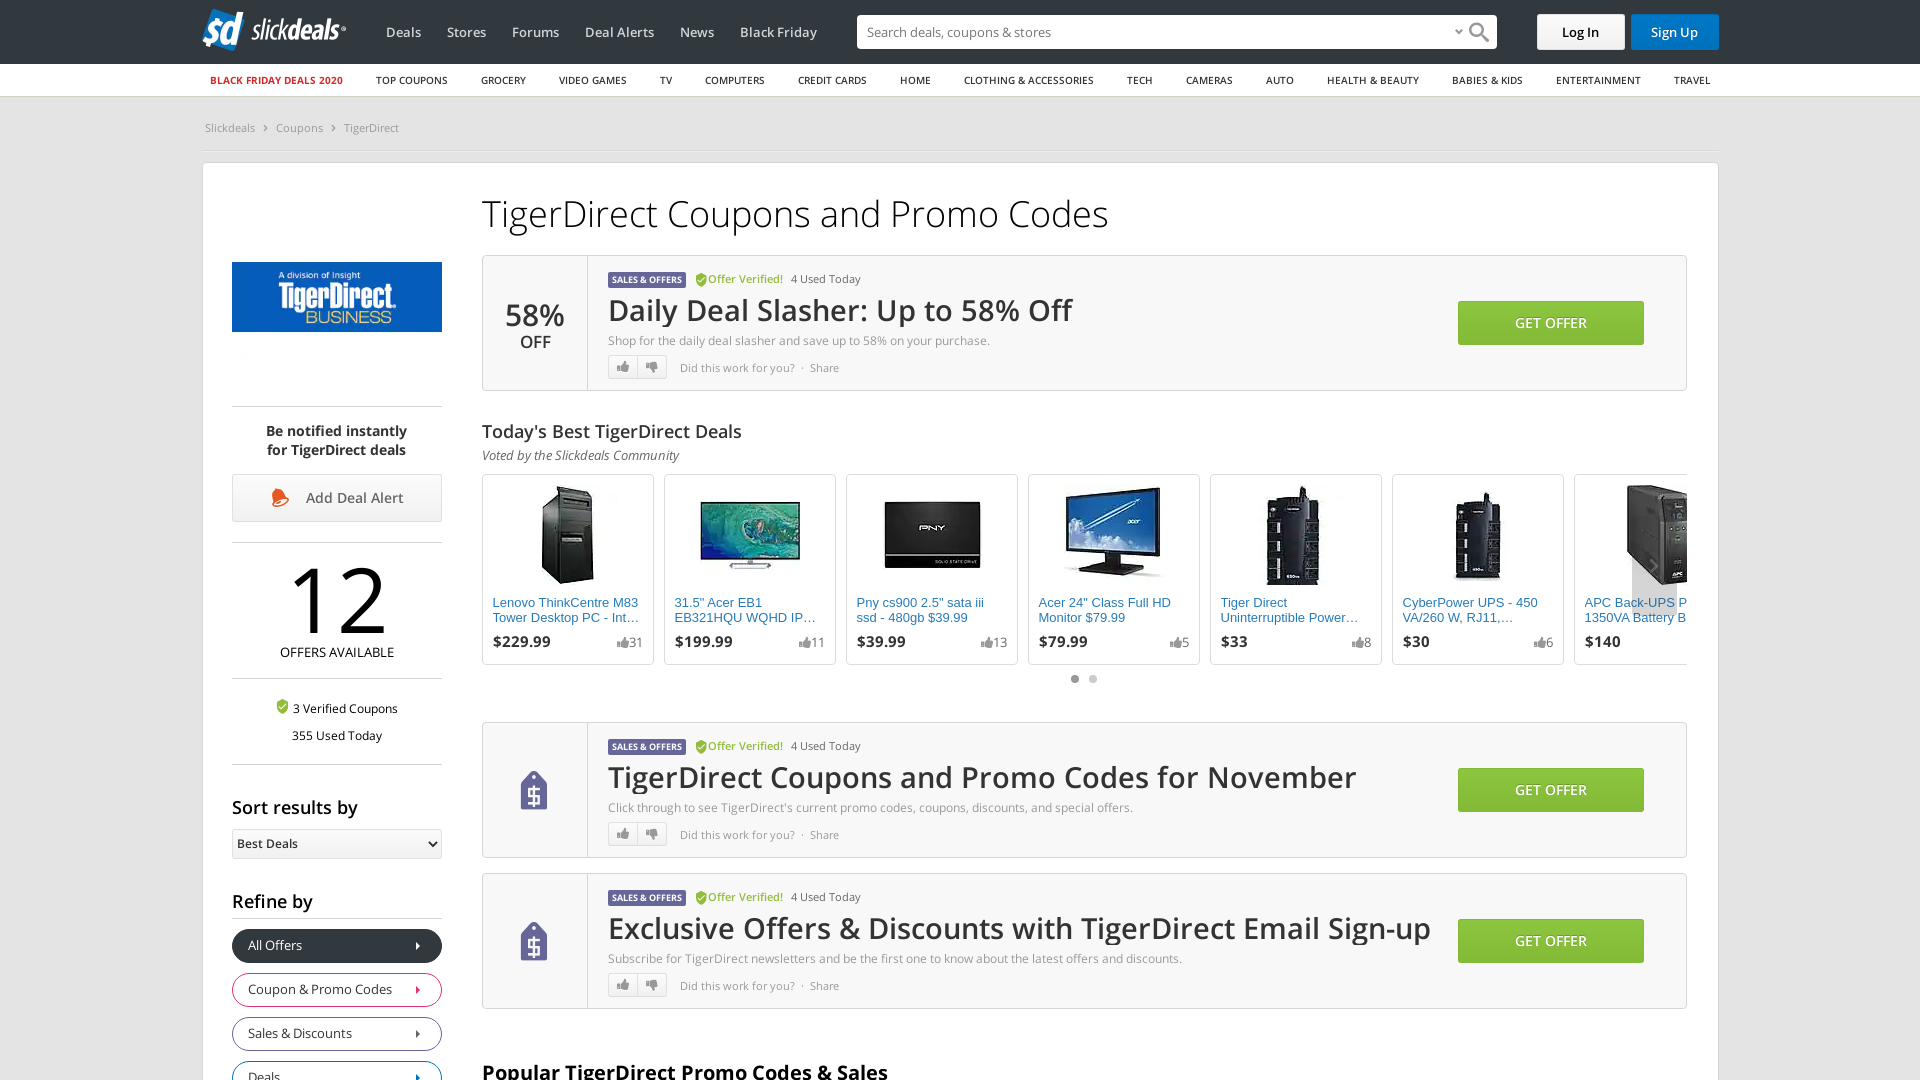 slickdeals
Deals Stores Forums Deal Alerts News Black Friday
Search deals, coupons & stores
Log In Sign Up
BLACK FRIDAY DEALS 2020 TOP COUPONS GROCERY VIDEO GAMES TV COMPUTERS CREDIT CARDS HOME CLOTHING & ACCESSORIES TECH CAMERAS AUTO HEALTH & BEAUTY BABIES & KIDS ENTERTAINMENT TRAVEL
Slickdeals > Coupons > TigerDirect
TigerDirect Coupons and Promo Codes
A division of Insight
TigerDirect
BUSINESS
Be notified instantly
for TigerDirect deals
Add Deal Alert
12
OFFERS AVAILABLE
3 Verified Coupons
355 Used Today
Sort results by
Best Deals
Refine by
All Offers
Coupon & Promo Codes
Sales & Discounts
Deals
58%
OFF
SALES & OFFERS Offer Verified! 4 Used Today
Daily Deal Slasher: Up to 58% Off
Shop for the daily deal slasher and save up to 58% on your purchase.
Did this work for you? · Share
GET OFFER
Today's Best TigerDirect Deals
Voted by the Slickdeals Community
Lenovo ThinkCentre M83
Tower Desktop PC - Int...
$229.99 31
31.5" Acer EB1
EB321HQU WQHD IP...
$199.99 11
PNY
SOLID STATE DRIVE
Pny cs900 2.5" sata iii
ssd - 480gb $39.99
$39.99 13
acer
Acer 24" Class Full HD
Monitor $79.99
$79.99 5
Tiger Direct
Uninterruptible Power...
$33 8
CyberPower UPS - 450
VA/260 W, RJ11,...
$30 6
APC Back-UPS P
1350VA Battery B
$140
SALES & OFFERS Offer Verified! 4 Used Today
TigerDirect Coupons and Promo Codes for November
Click through to see TigerDirect's current promo codes, coupons, discounts, and special offers.
Did this work for you? · Share
GET OFFER
SALES & OFFERS Offer Verified! 4 Used Today
Exclusive Offers & Discounts with TigerDirect Email Sign-up
Subscribe for TigerDirect newsletters and be the first one to know about the latest offers and discounts.
Did this work for you? · Share
GET OFFER
Popular TigerDirect Promo Codes & Sales